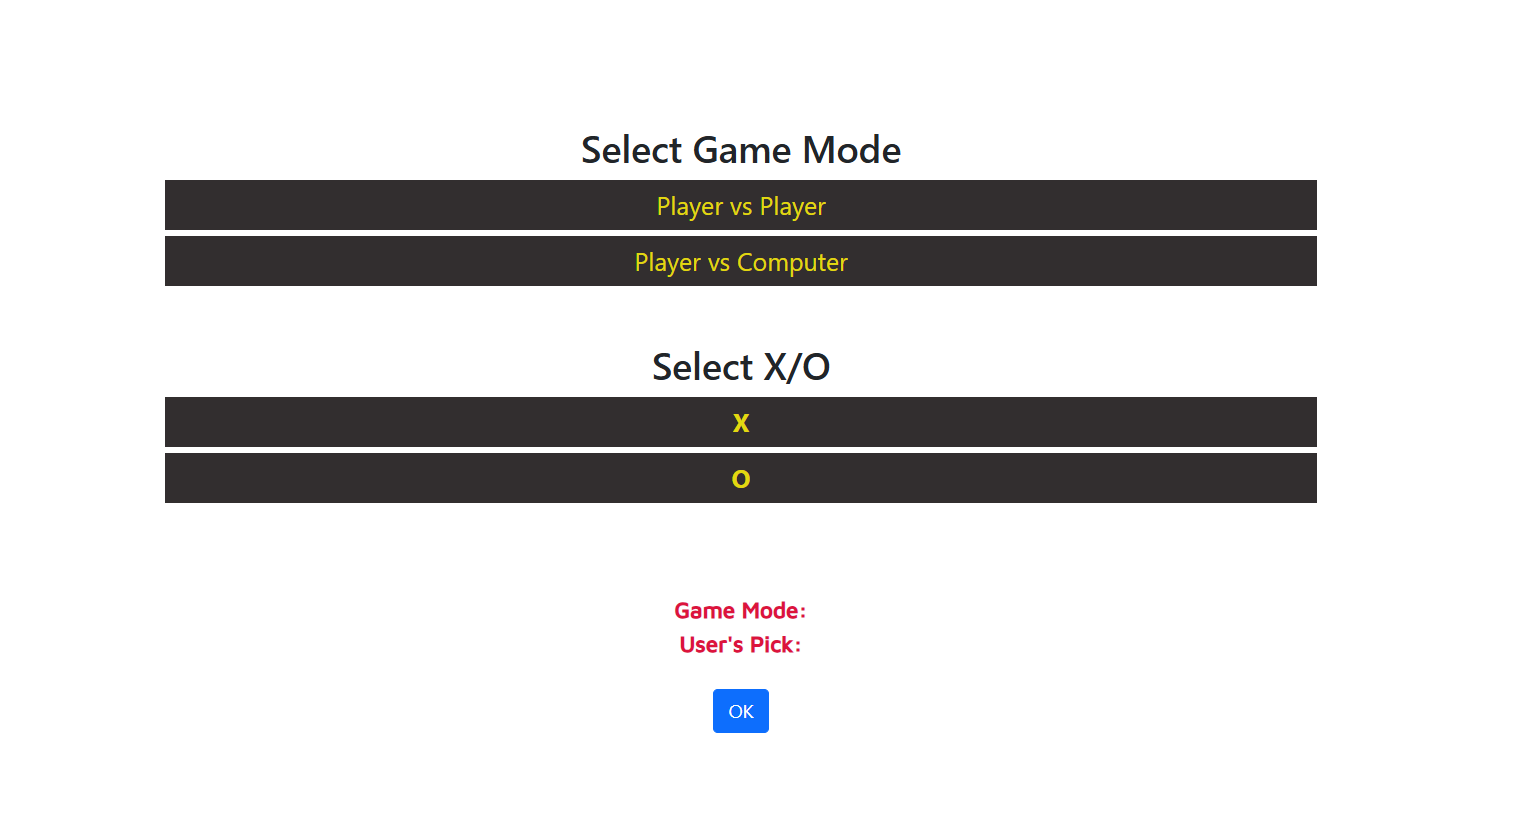 Select Game Mode
Player vs Player
Player vs Computer
Select X/O
X
O
Game Mode:
User's Pick:
OK